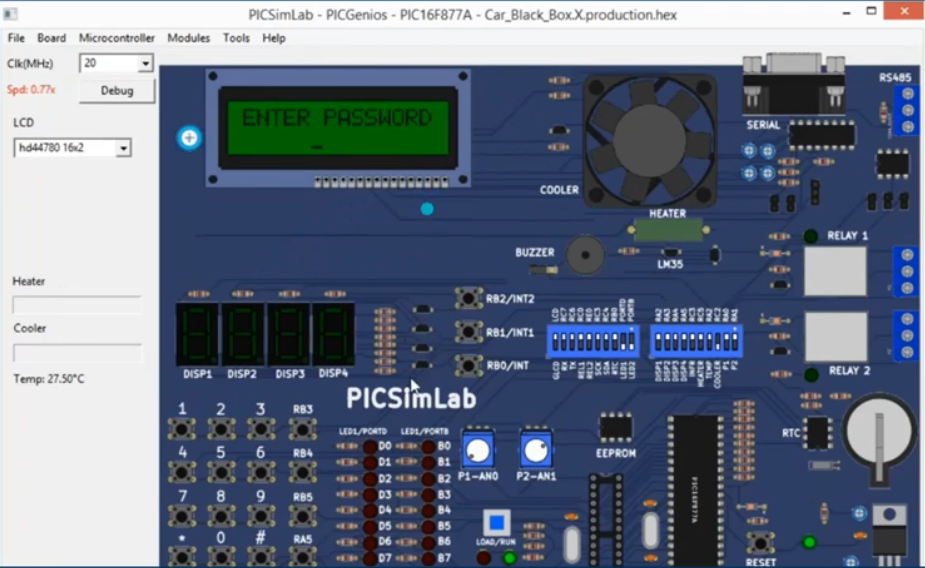 PICSimLab - PICGenios - PIC16F877A - Car_Black_Box.X.production.hex
File Board Microcontroller Modules Tools Help
Clk(MHz) 20
Spd: 0.77x Debug
LCD
hd44780 16x2
Heater
Cooler
Temp: 27.50°C
ENTER PASSWORD
_
COOLER
SERIAL
RS485
HEATER
BUZZER
LM35
RELAY 1
RELAY 2
RB2/INT2
RB1/INT1
RB0/INT
DISP1 DISP2 DISP3 DISP4
PICSimLab
1 2 3 RB3
4 5 6 RB4
7 8 9 RB5
* 0 # RA5
LED1/PORTD LED1/PORTB
D0 B0
D1 B1
D2 B2
D3 B3
D4 B4
D5 B5
D6 B6
D7 B7
P1-AN0 P2-AN1
LOAD/RUN
EEPROM
PIC16F877A
RTC
RESET